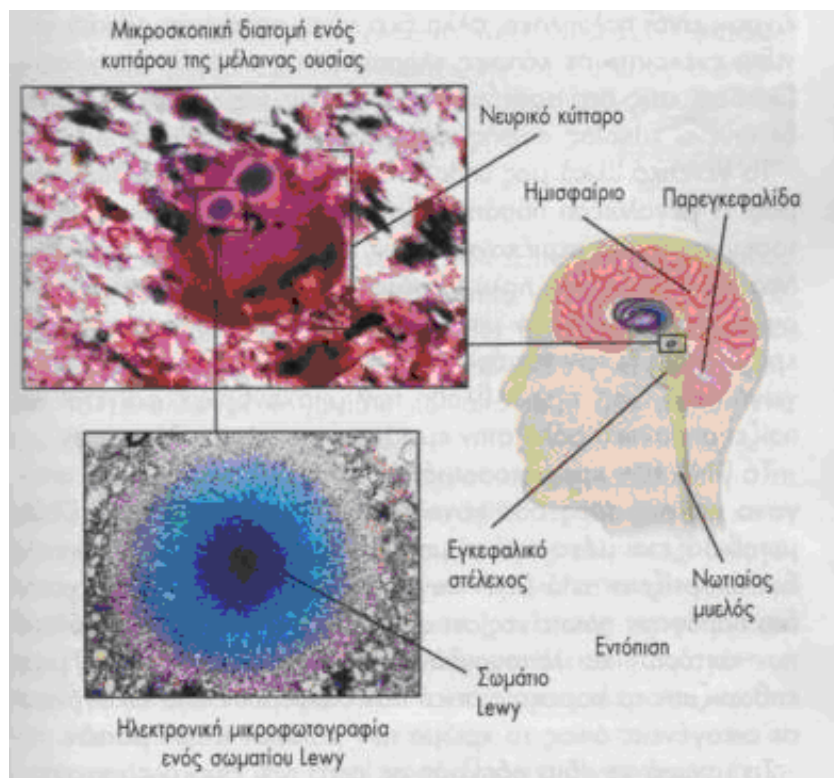 Μικροσκοπική διατομή ενός
κυττάρου της μέλαινας ουσίας
Νευρικό κύτταρο
Ημισφαίριο
Παρεγκεφαλίδα
Εγκεφαλικό
στέλεχος
Νωτιαίος
μυελός
Εντόπιση
Σωμάτιο
Lewy
Ηλεκτρονική μικροφωτογραφία
ενός σωματίου Lewy